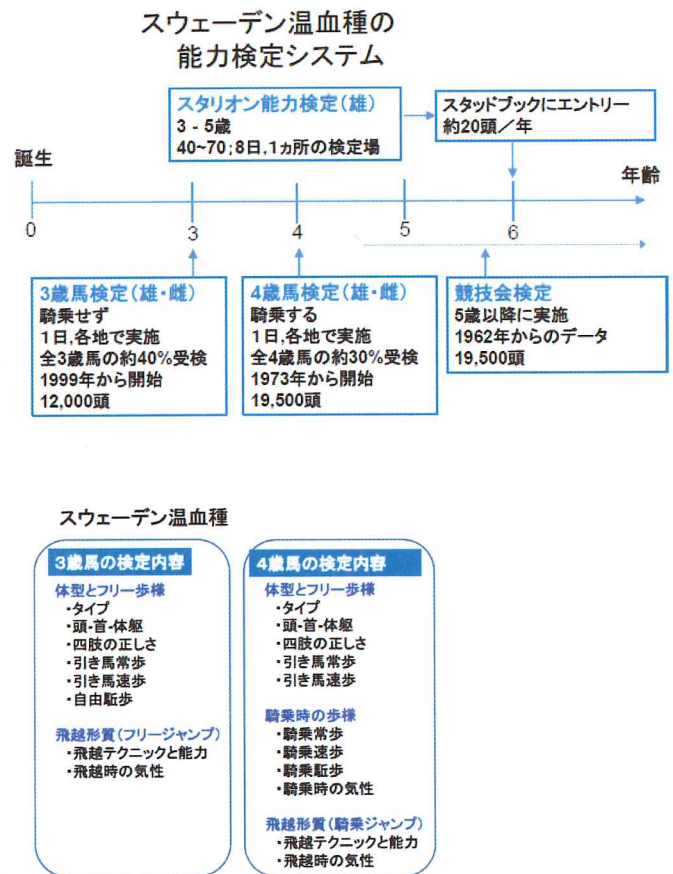 スウェーデン温血種の
能力検定システム
スタリオン能力検定(雄)
3 - 5歳
40~70;8日,1ヵ所の検定場
スタッドブックにエントリー
約20頭/年
誕生
年齢
0
3
4
5
6
3歳馬検定(雄・雌)
騎乗せず
1日,各地で実施
全3歳馬の約40%受検
1999年から開始
12,000頭
4歳馬検定(雄・雌)
騎乗する
1日,各地で実施
全4歳馬の約30%受検
1973年から開始
19,500頭
競技会検定
5歳以降に実施
1962年からのデータ
19,500頭
スウェーデン温血種
3歳馬の検定内容
体型とフリー歩様
・タイプ
・頭-首-体躯
・四肢の正しさ
・引き馬常歩
・引き馬速歩
・自由駈歩
飛越形質(フリージャンプ)
・飛越テクニックと能力
・飛越時の気性
4歳馬の検定内容
体型とフリー歩様
・タイプ
・頭-首-体躯
・四肢の正しさ
・引き馬常歩
・引き馬速歩
騎乗時の歩様
・騎乗常歩
・騎乗速歩
・騎乗駈歩
・騎乗時の気性
飛越形質(騎乗ジャンプ)
・飛越テクニックと能力
・飛越時の気性